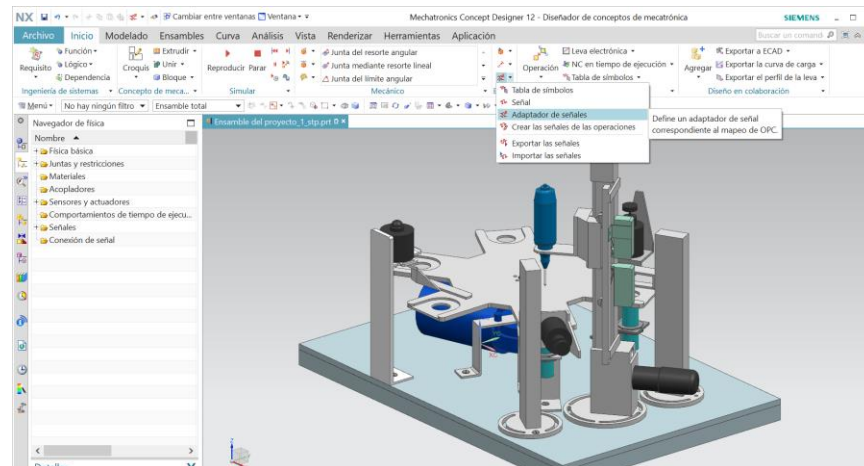 NX
Cambiar entre ventanas Ventana
Mechatronics Concept Designer 12 - Diseñador de conceptos de mecatrónica
SIEMENS
Archivo Inicio Modelado Ensambles Curva Análisis Vista Renderizar Herramientas Aplicación
Buscar un comand
Requisito
Función
Lógico
Dependencia
Ingeniería de sistemas
Croquis
Extrudir
Unir
Bloque
Concepto de meca...
Reproducir Parar
Simular
Junta del resorte angular
Junta mediante resorte lineal
Junta del límite angular
Mecánico
Operación
Leva electrónica
NC en tiempo de ejecución
Tabla de símbolos
Agregar
Exportar a ECAD
Exportar la curva de carga
Exportar el perfil de la leva
Diseño en colaboración
Menú No hay ningún filtro Ensamble total
Tabla de símbolos
Señal
Adaptador de señales
Crear las señales de las operaciones
Exportar las señales
Importar las señales
Define un adaptador de señal
correspondiente al mapeo de OPC.
Navegador de física
Ensamble del proyecto_1_stp.prt
Nombre
Física básica
Juntas y restricciones
Materiales
Acopladores
Sensores y actuadores
Comportamientos de tiempo de ejecu...
Señales
Conexión de señal